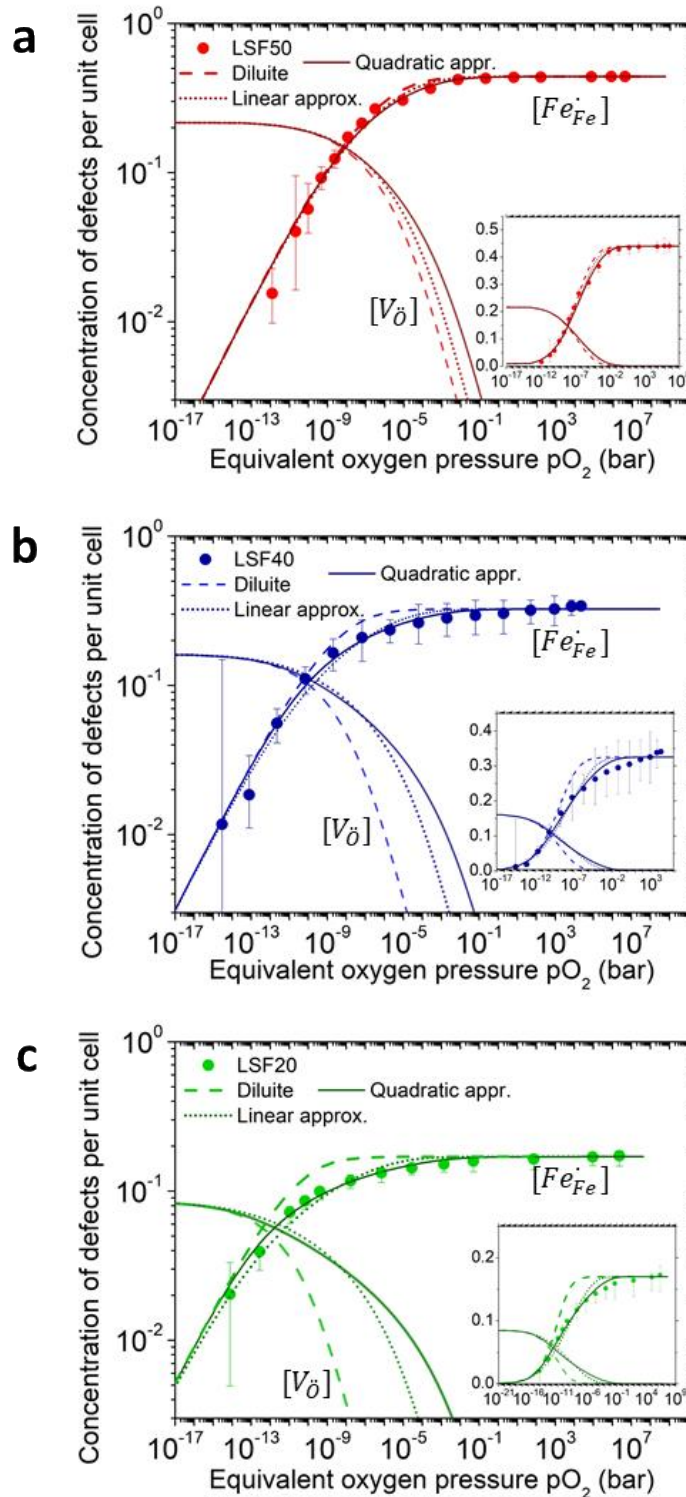 a
10⁰
LSF50
Diluite
Quadratic appr.
Linear approx.
[Fe˙Fe]
10⁻¹
[VÖ]
10⁻²
Concentration of defects per unit cell
0.5
0.4
0.3
0.2
0.1
0.0
10⁻¹⁷ 10⁻¹² 10⁻⁷ 10⁻² 10³ 10⁸
10⁻¹⁷ 10⁻¹³ 10⁻⁹ 10⁻⁵ 10⁻¹ 10³ 10⁷
Equivalent oxygen pressure pO₂ (bar)
b
10⁰
LSF40
Diluite
Quadratic appr.
Linear approx.
[Fe˙Fe]
10⁻¹
[VÖ]
10⁻²
Concentration of defects per unit cell
0.4
0.3
0.2
0.1
0.0
10⁻¹⁷ 10⁻¹² 10⁻⁷ 10⁻² 10³
10⁻¹⁷ 10⁻¹³ 10⁻⁹ 10⁻⁵ 10⁻¹ 10³ 10⁷
Equivalent oxygen pressure pO₂ (bar)
c
10⁰
LSF20
Diluite
Quadratic appr.
Linear approx.
[Fe˙Fe]
10⁻¹
[VÖ]
10⁻²
Concentration of defects per unit cell
0.2
0.1
0.0
10⁻²¹ 10⁻¹⁶ 10⁻¹¹ 10⁻⁶ 10⁻¹ 10⁴ 10⁹
10⁻¹⁷ 10⁻¹³ 10⁻⁹ 10⁻⁵ 10⁻¹ 10³ 10⁷
Equivalent oxygen pressure pO₂ (bar)